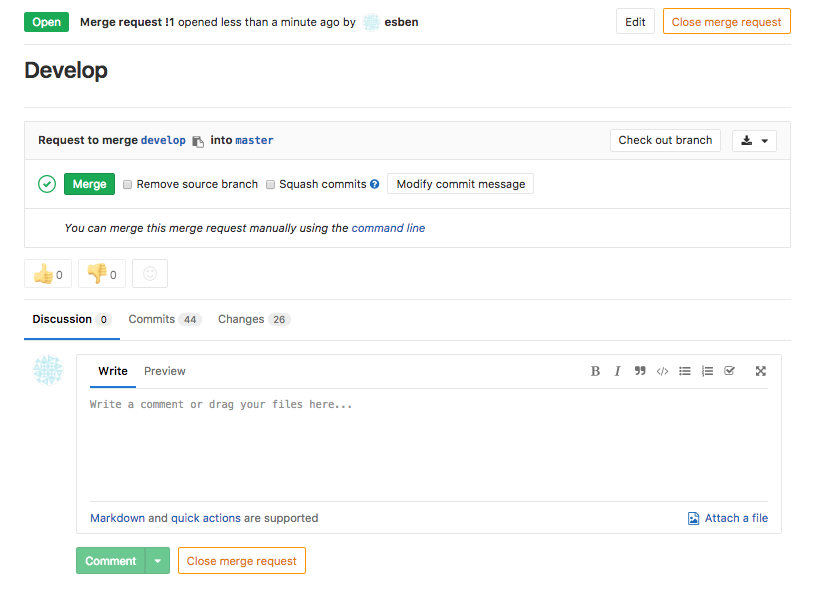 Open Merge request !1 opened less than a minute ago by esben Edit Close merge request
Develop
Request to merge develop into master Check out branch
Merge Remove source branch Squash commits ? Modify commit message
You can merge this merge request manually using the command line
0 0
Discussion 0 Commits 44 Changes 26
Write Preview B I
Write a comment or drag your files here...
Markdown and quick actions are supported Attach a file
Comment Close merge request